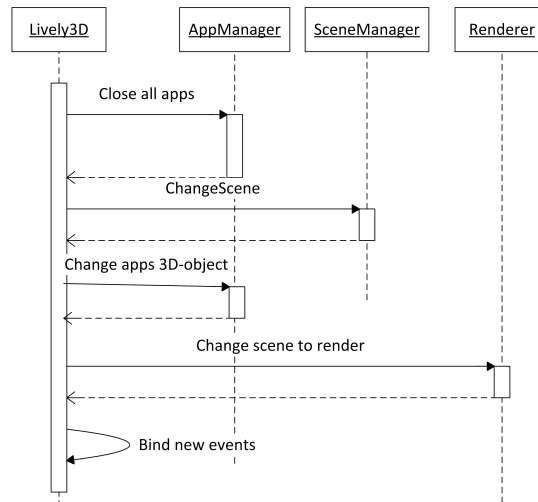 Lively3D
AppManager
SceneManager
Renderer
Close all apps
ChangeScene
Change apps 3D-object
Change scene to render
Bind new events